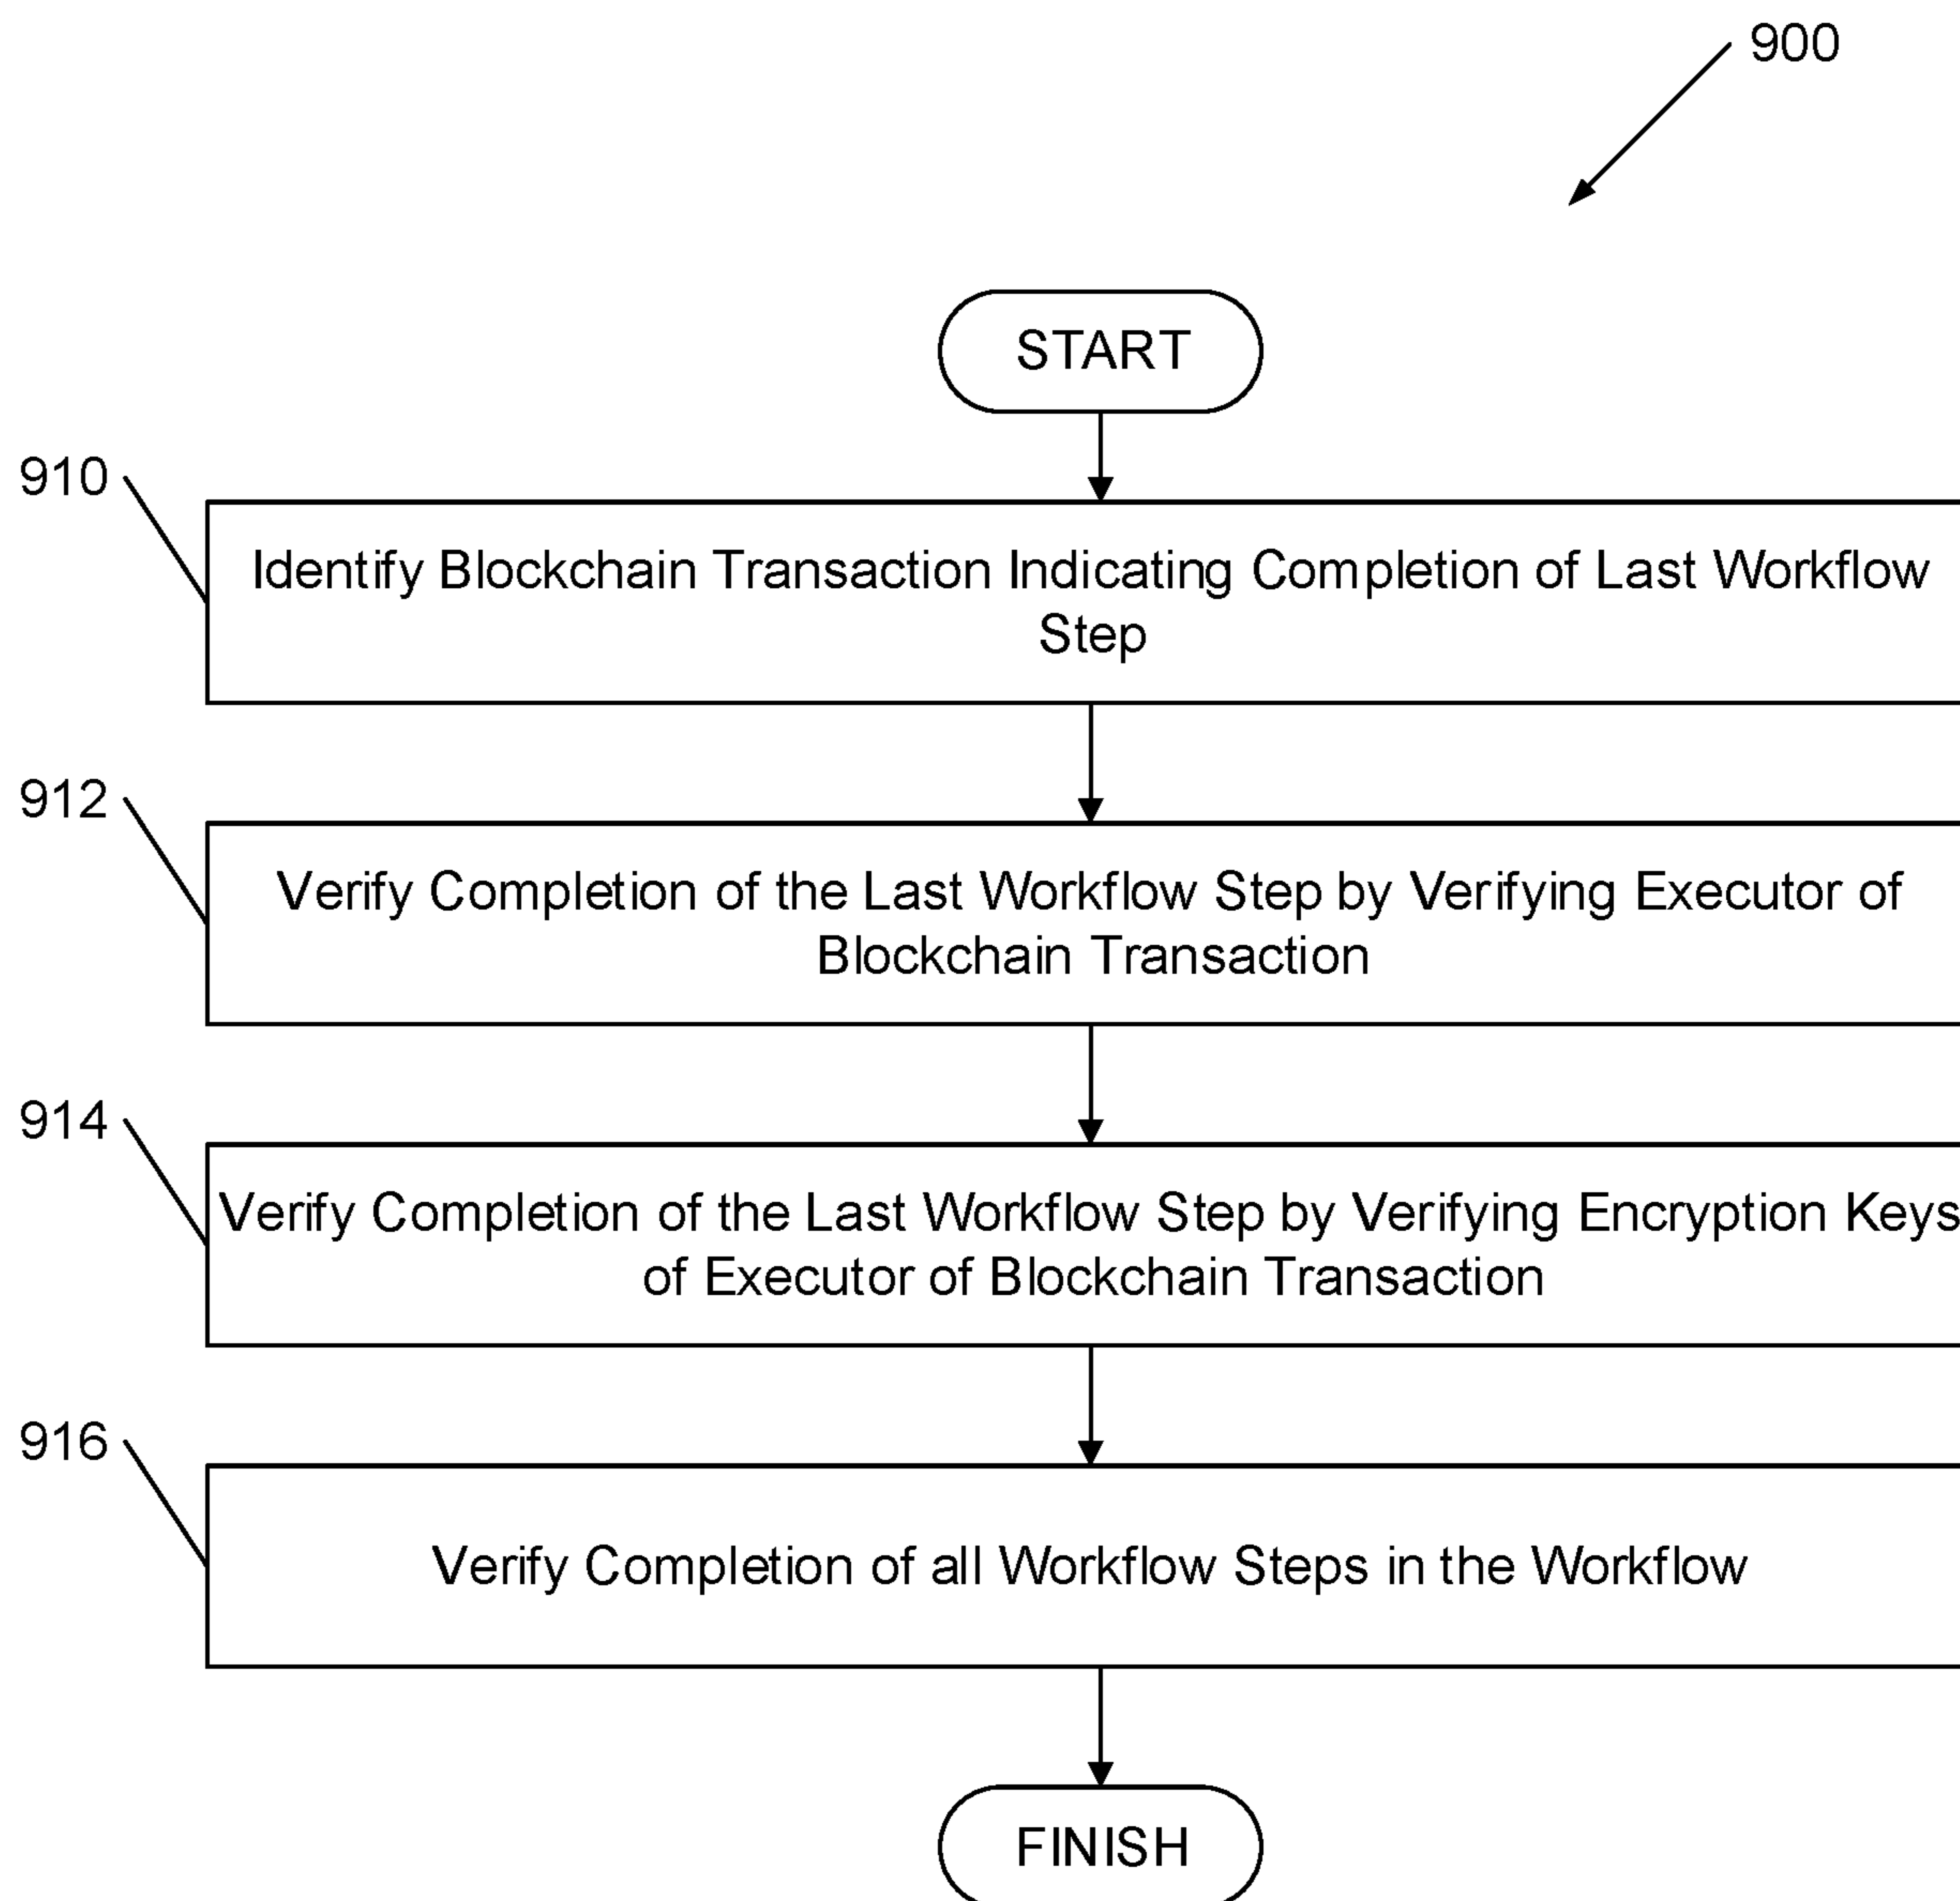 900
START
910
Identify Blockchain Transaction Indicating Completion of Last Workflow
Step
912
Verify Completion of the Last Workflow Step by Verifying Executor of
Blockchain Transaction
914
Verify Completion of the Last Workflow Step by Verifying Encryption Keys
of Executor of Blockchain Transaction
916
Verify Completion of all Workflow Steps in the Workflow
FINISH